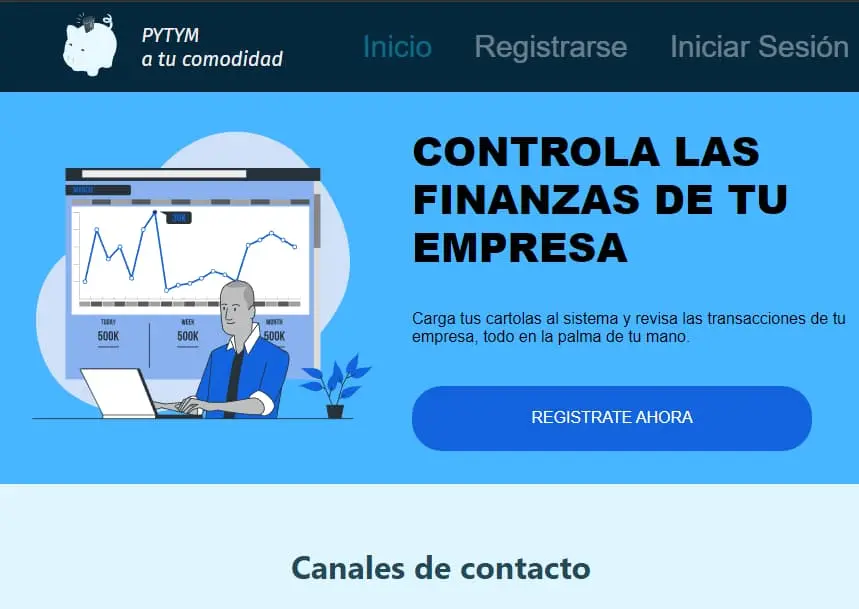 PYTYM
a tu comodidad
Inicio
Registrarse
Iniciar Sesión
CONTROLA LAS
FINANZAS DE TU
EMPRESA
30K
TODAY
WEEK
MONTH
500K
500K
500K
Carga tus cartolas al sistema y revisa las transacciones de tu
empresa, todo en la palma de tu mano.
REGISTRATE AHORA
Canales de contacto